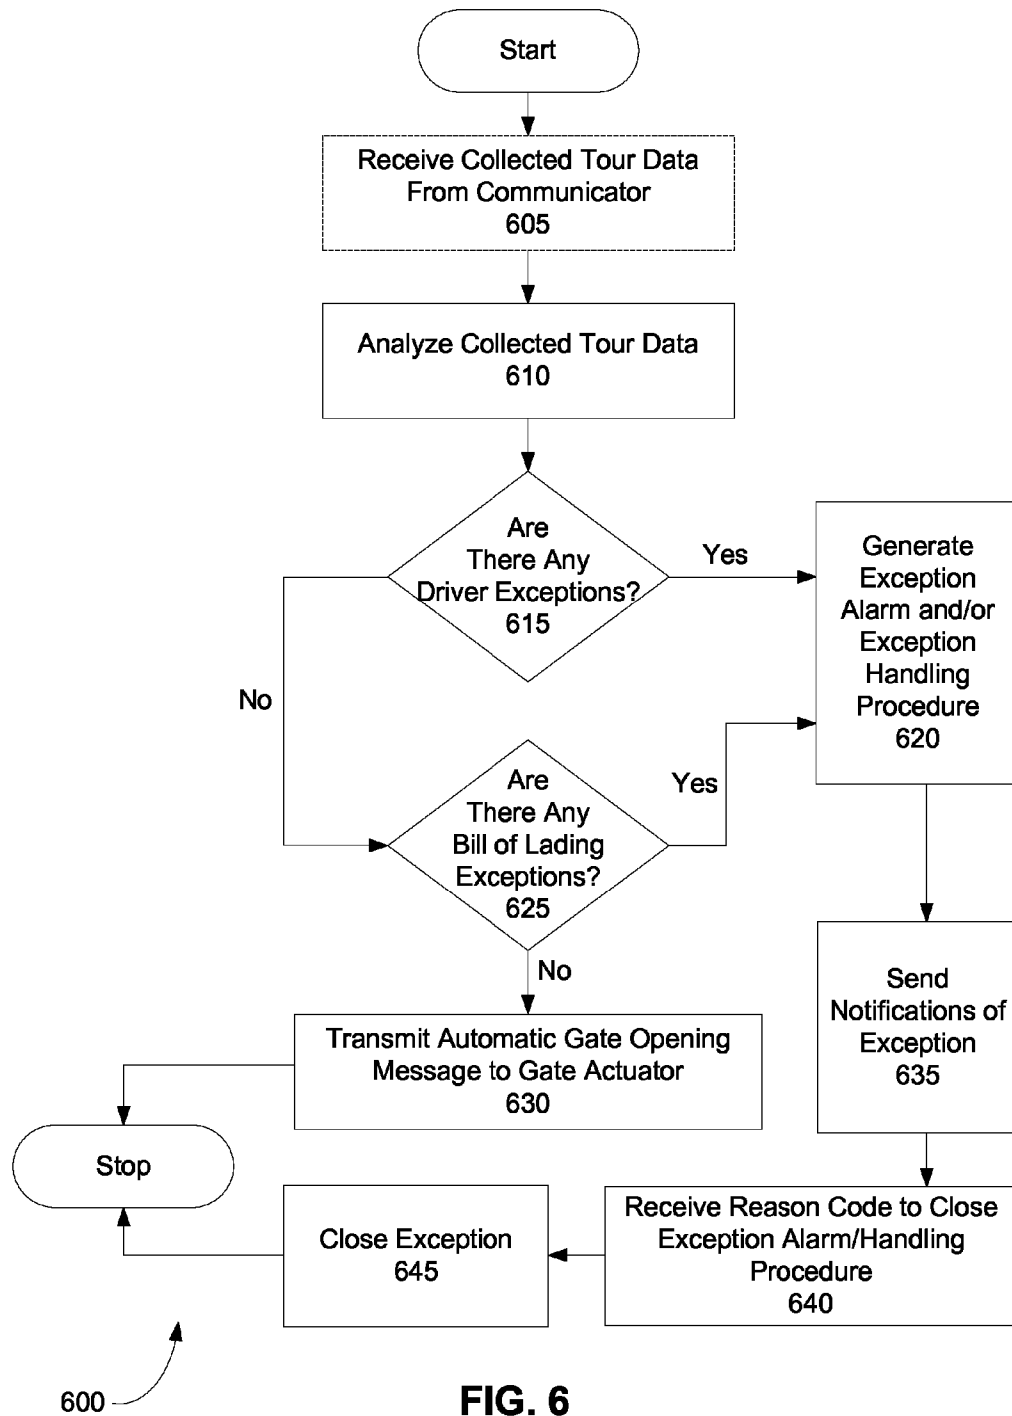 Start
Receive Collected Tour Data
From Communicator
605
Analyze Collected Tour Data
610
Are
There Any
Driver Exceptions?
615
Yes
No
Generate
Exception
Alarm and/or
Exception
Handling
Procedure
620
Are
There Any
Bill of Lading
Exceptions?
625
Yes
No
Transmit Automatic Gate Opening
Message to Gate Actuator
630
Send
Notifications of
Exception
635
Stop
Close Exception
645
Receive Reason Code to Close
Exception Alarm/Handling
Procedure
640
600
FIG. 6